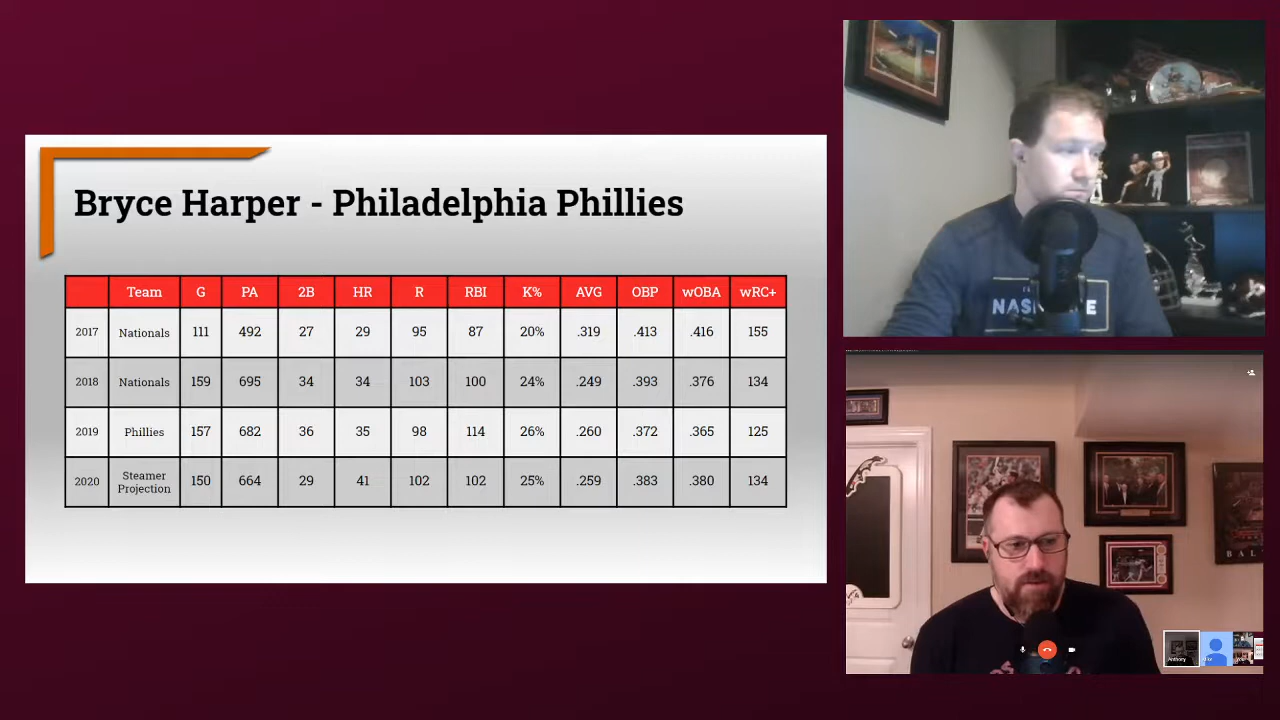 Bryce Harper - Philadelphia Phillies
Team G PA 2B HR R RBI K% AVG OBP wOBA wRC+
2017 Nationals 111 492 27 29 95 87 20% .319 .413 .416 155
2018 Nationals 159 695 34 34 103 100 24% .249 .393 .376 134
2019 Phillies 157 682 36 35 98 114 26% .260 .372 .365 125
2020 Steamer Projection 150 664 29 41 102 102 25% .259 .383 .380 134
Anthony